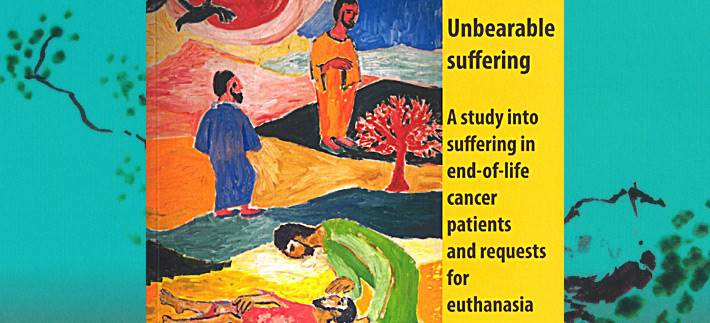 Unbearable
suffering
A study into
suffering in
end-of-life
cancer
patients
and requests
for
euthanasia